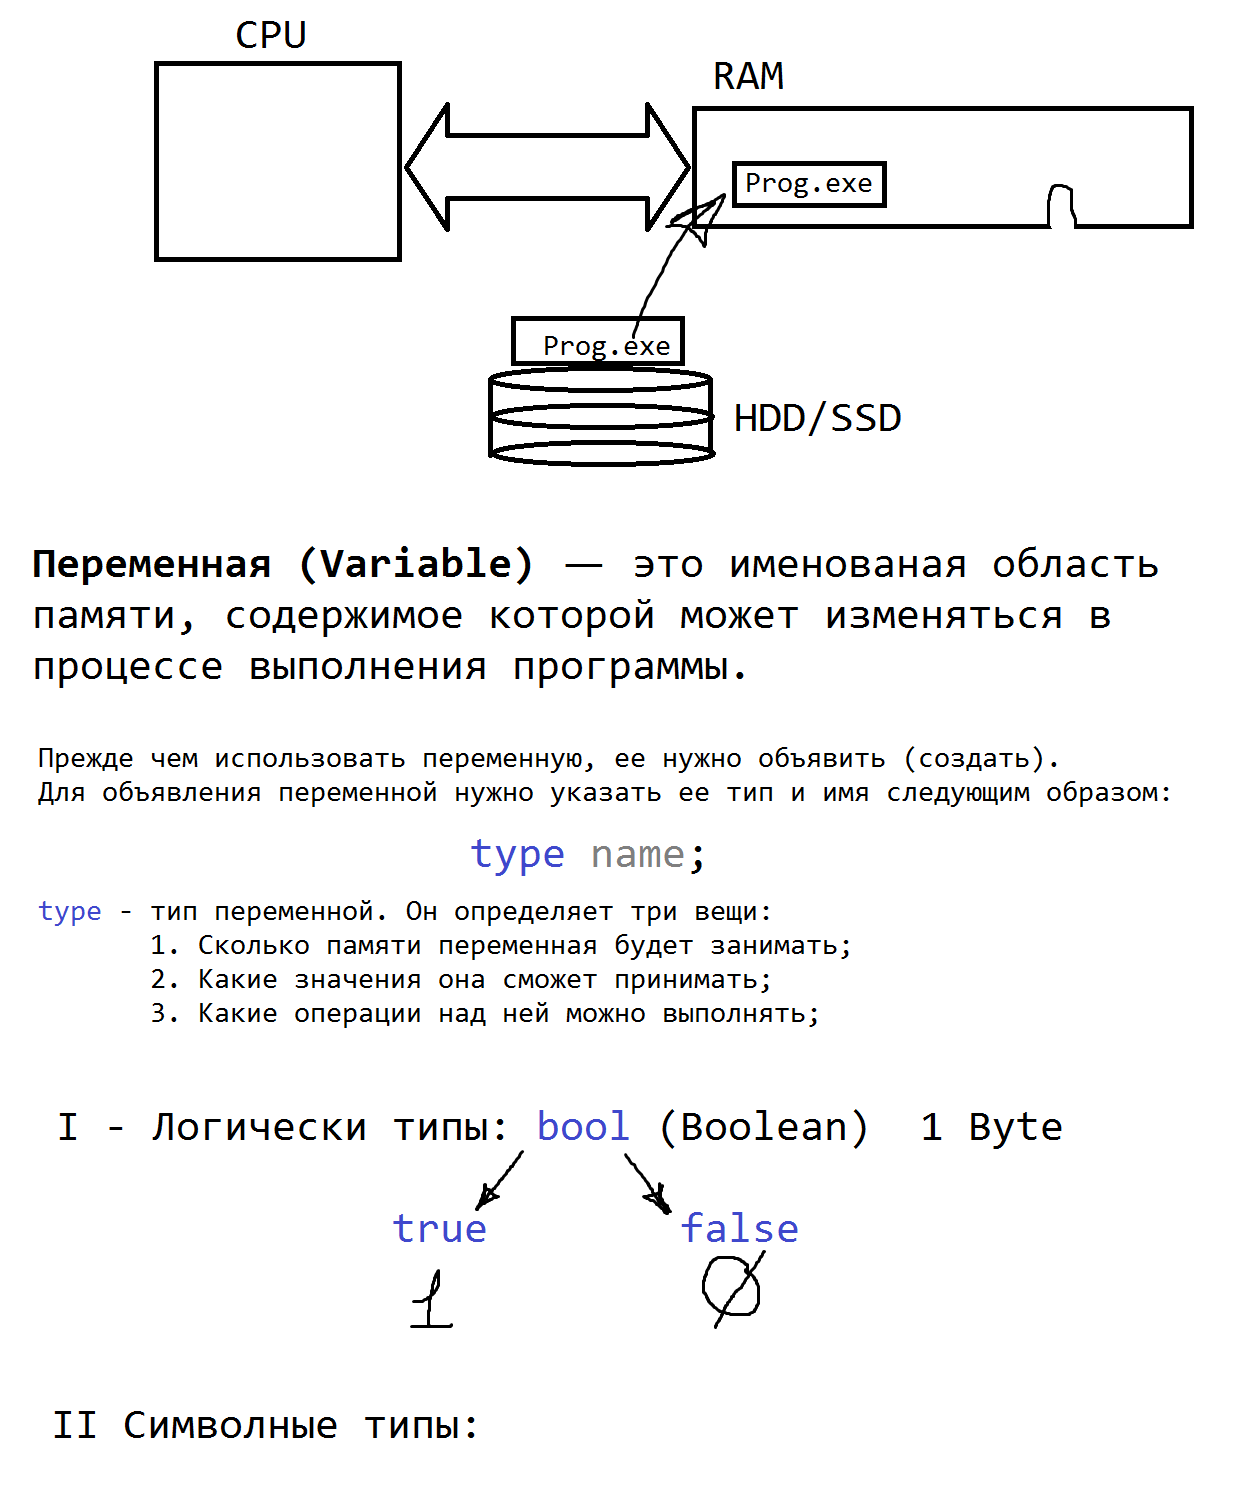 CPU
RAM
Prog.exe
Prog.exe
HDD/SSD
Переменная (Variable) — это именованая область
памяти, содержимое которой может изменяться в
процессе выполнения программы.
Прежде чем использовать переменную, ее нужно объявить (создать).
Для объявления переменной нужно указать ее тип и имя следующим образом:
type name;
type - тип переменной. Он определяет три вещи:
1. Сколько памяти переменная будет занимать;
2. Какие значения она сможет принимать;
3. Какие операции над ней можно выполнять;
I - Логически типы: bool (Boolean) 1 Byte
true false
1 0
II Символные типы: